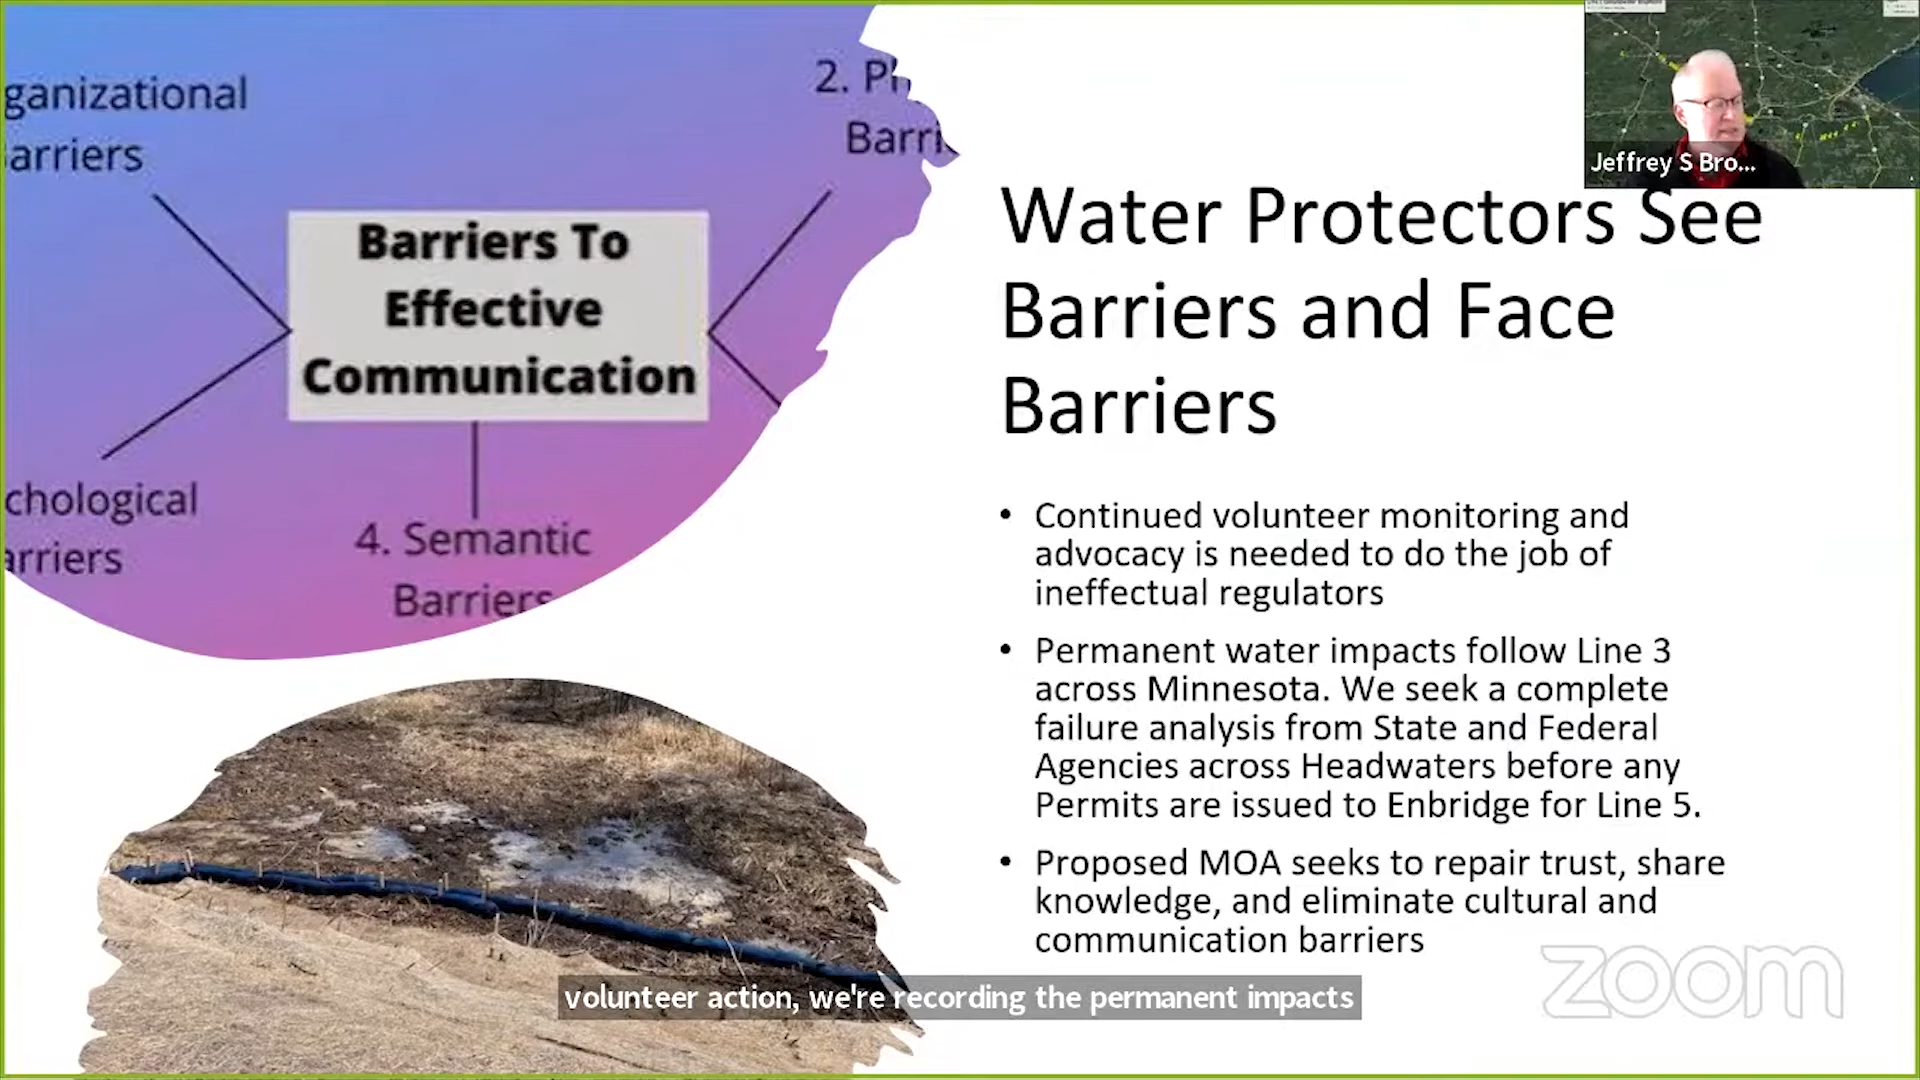 ganizational
arriers
2. Ph
Barri
Barriers To
Effective
Communication
chological
arriers
4. Semantic
Barriers
Jeffrey S Bro...
Water Protectors See
Barriers and Face
Barriers
• Continued volunteer monitoring and
advocacy is needed to do the job of
ineffectual regulators
• Permanent water impacts follow Line 3
across Minnesota. We seek a complete
failure analysis from State and Federal
Agencies across Headwaters before any
Permits are issued to Enbridge for Line 5.
• Proposed MOA seeks to repair trust, share
knowledge, and eliminate cultural and
communication barriers
zoom
volunteer action, we're recording the permanent impacts